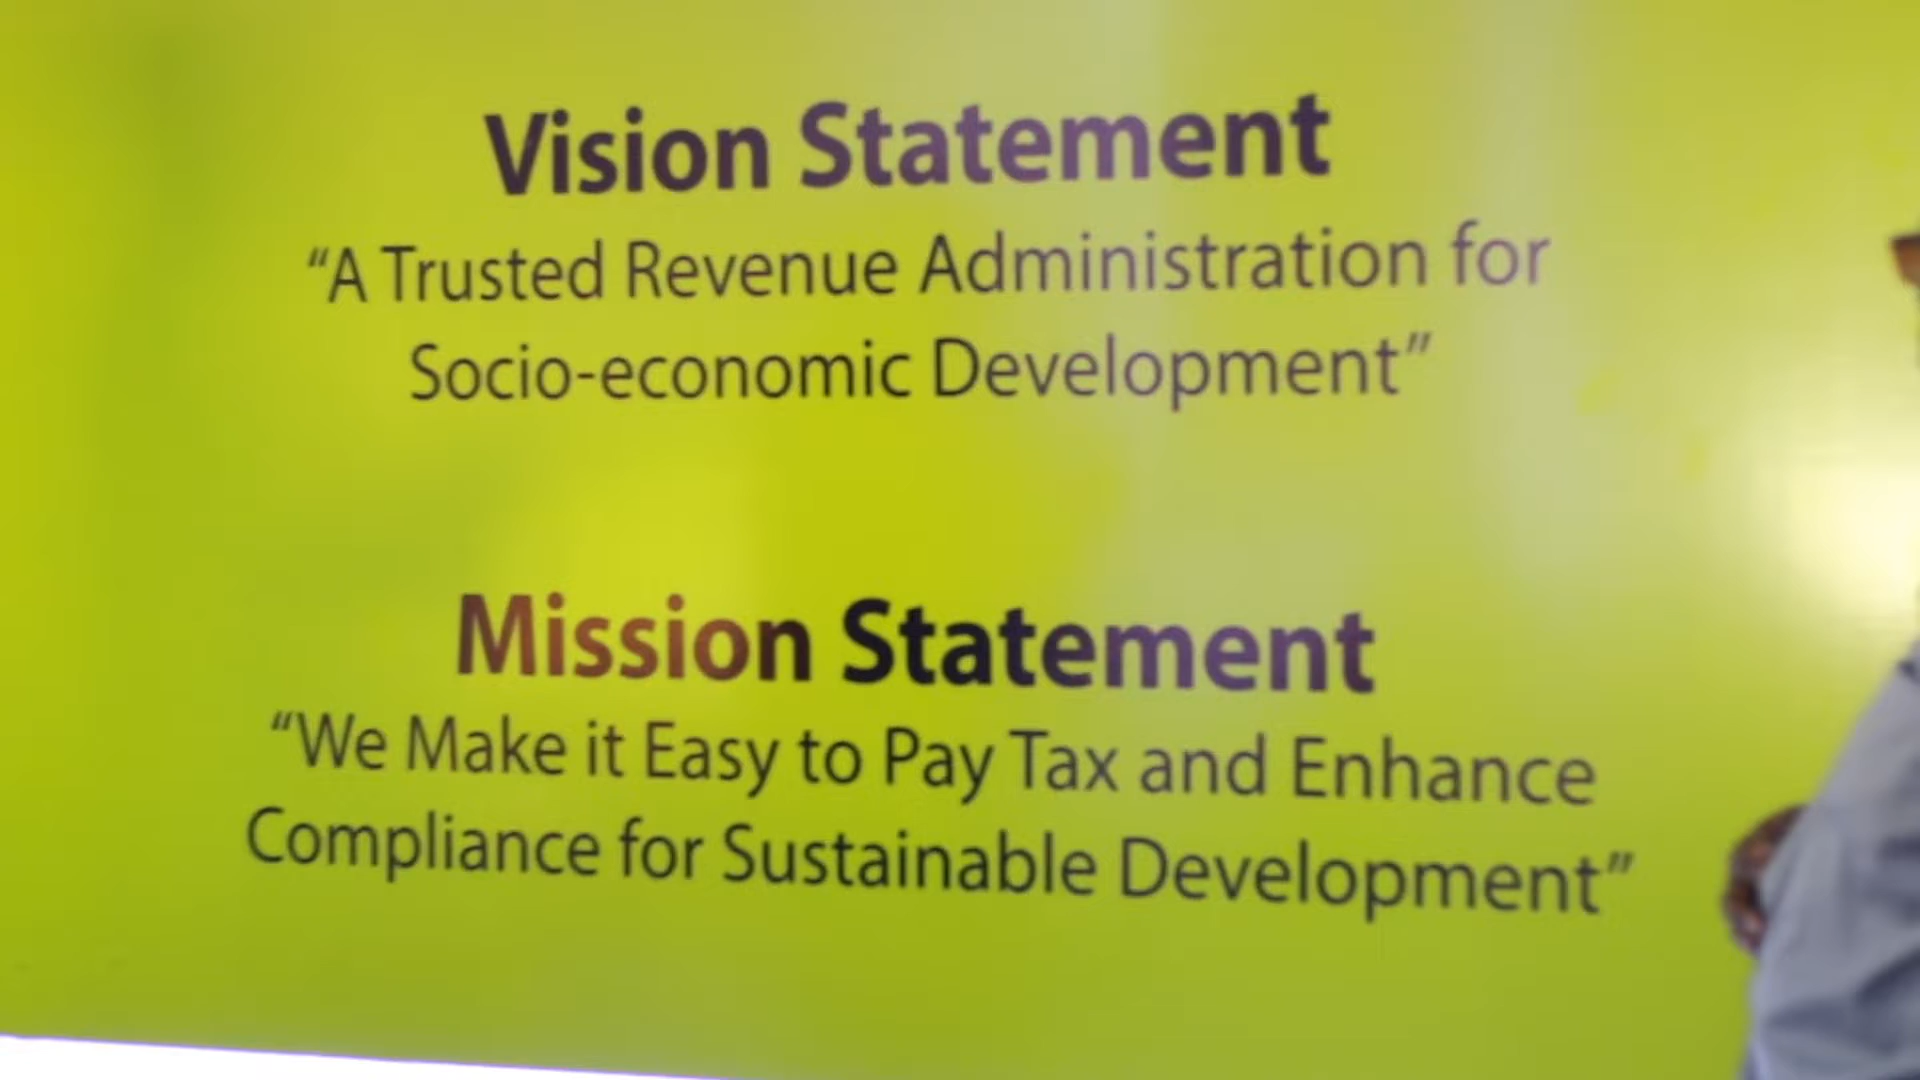 Vision Statement
“A Trusted Revenue Administration for
Socio-economic Development”
Mission Statement
“We Make it Easy to Pay Tax and Enhance
Compliance for Sustainable Development”